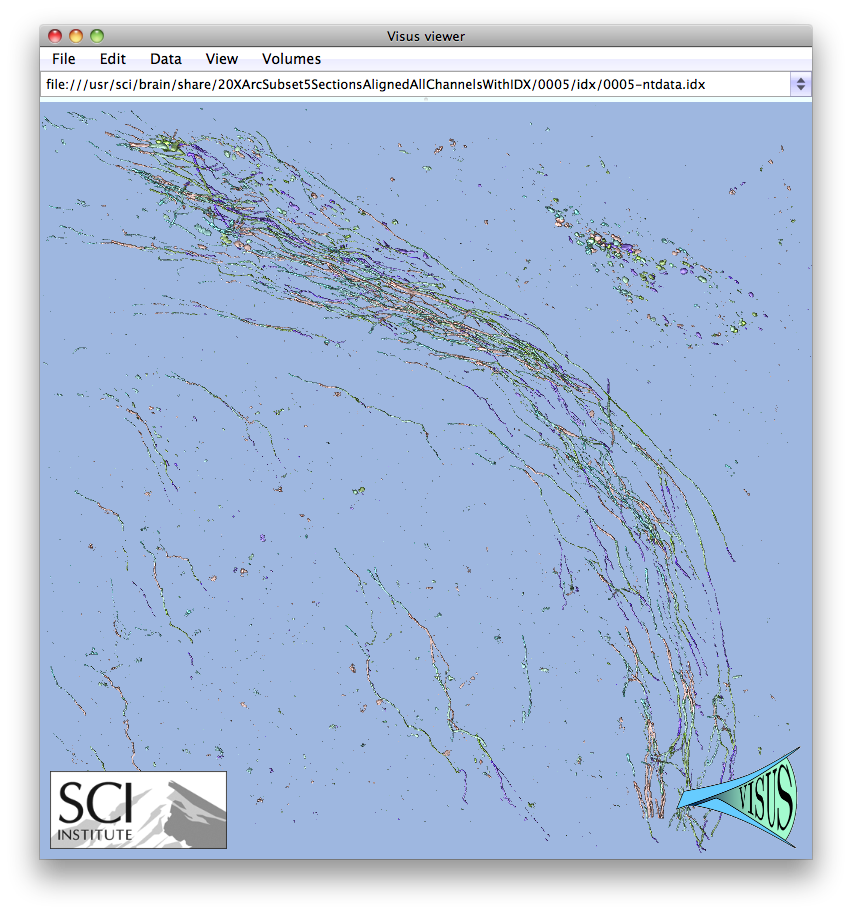 Visus viewer
File Edit Data View Volumes
file:///usr/sci/brain/share/20XArcSubset5SectionsAlignedAllChannelsWithIDX/0005/idx/0005-ntdata.idx
SCI
INSTITUTE
VISUS